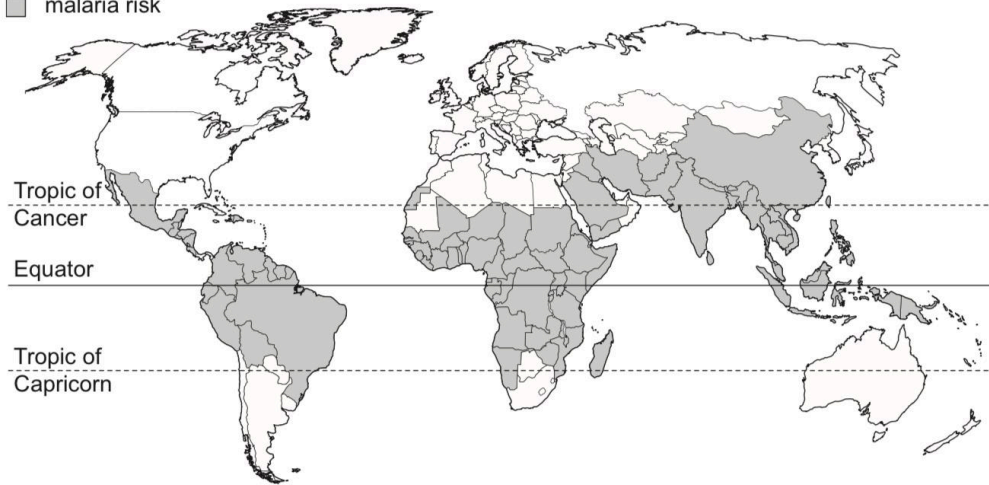 malaria risk
Tropic of
Cancer
Equator
Tropic of
Capricorn